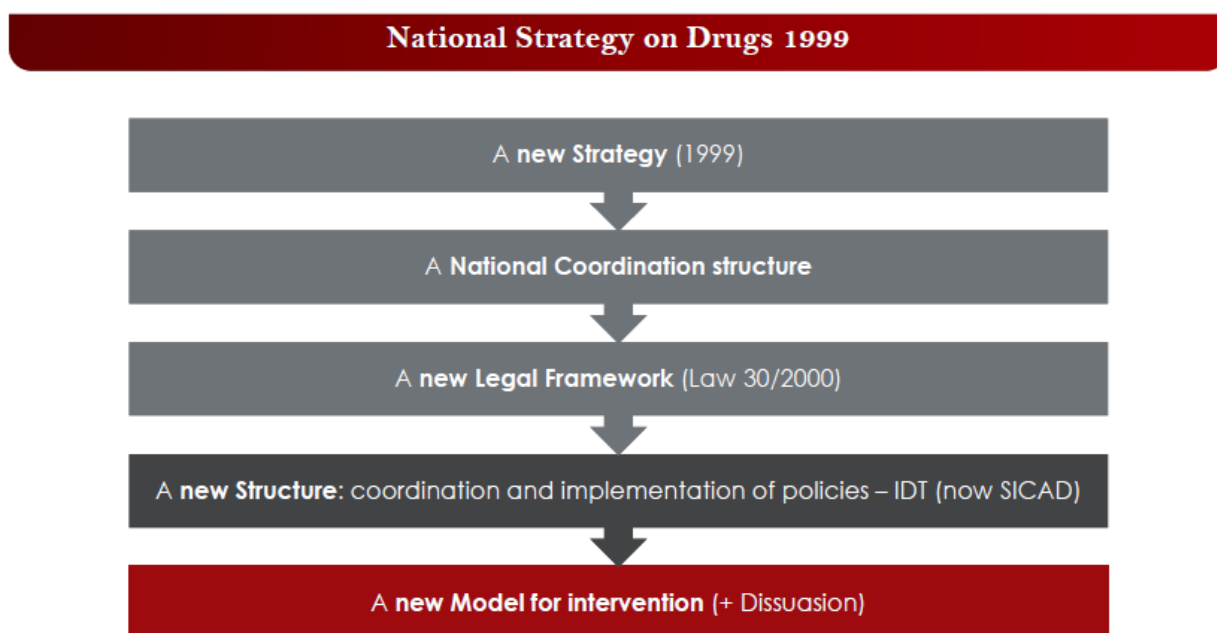 National Strategy on Drugs 1999
A new Strategy (1999)
A National Coordination structure
A new Legal Framework (Law 30/2000)
A new Structure: coordination and implementation of policies – IDT (now SICAD)
A new Model for intervention (+ Dissuasion)